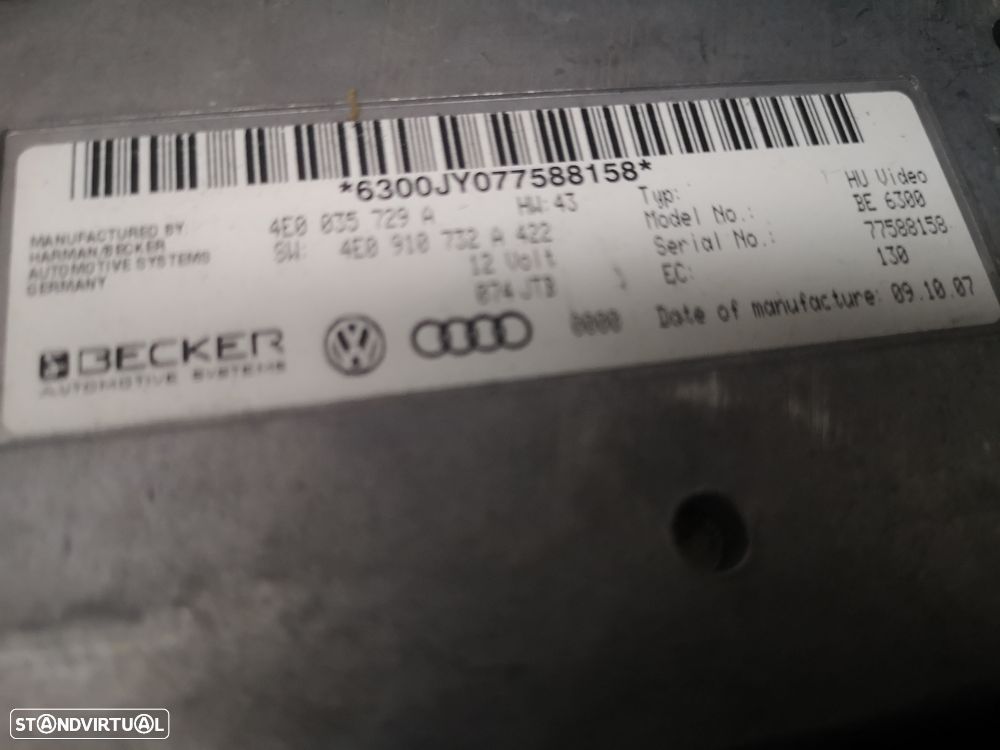 *6300JY077588158*
MANUFACTURED BY:
HARMAN/BECKER
AUTOMOTIVE SYSTEMS
GERMANY
4E0 035 729 A HW: 43
SW: 4E0 910 732 A 422
12 Volt
074 JTB
0000
Typ: HU Video
Model No.: BE 6300
Serial No.: 77588158
EC: 130
Date of manufacture: 09.10.07
BECKER
AUTOMOTIVE SYSTEMS
STANDVIRTUAL